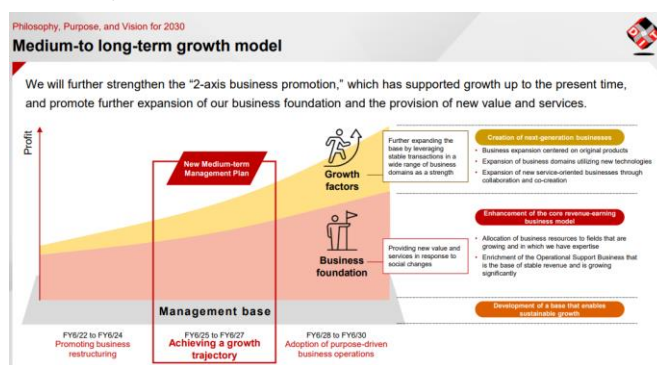 Philosophy, Purpose, and Vision for 2030
Medium-to long-term growth model
DIT
We will further strengthen the “2-axis business promotion,” which has supported growth up to the present time,
and promote further expansion of our business foundation and the provision of new value and services.
Profit
New Medium-term
Management Plan
Growth
factors
Further expanding the
base by leveraging
stable transactions in a
wide range of business
domains as a strength
Creation of next-generation businesses
• Business expansion centered on original products
• Expansion of business domains utilizing new technologies
• Expansion of new service-oriented businesses through
collaboration and co-creation
Business
foundation
Providing new value and
services in response to
social changes
Enhancement of the core revenue-earning
business model
• Allocation of business resources to fields that are
growing and in which we have expertise
• Enrichment of the Operational Support Business that
is the base of stable revenue and is growing
significantly
Management base
Development of a base that enables
sustainable growth
FY6/22 to FY6/24
Promoting business
restructuring
FY6/25 to FY6/27
Achieving a growth
trajectory
FY6/28 to FY6/30
Adoption of purpose-driven
business operations